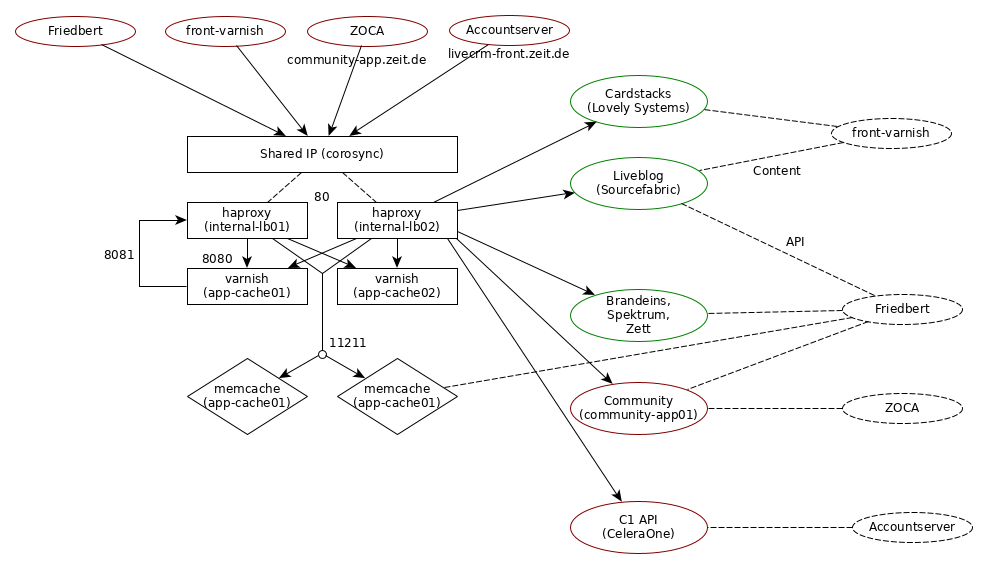 Friedbert
front-varnish
ZOCA
Accountserver
community-app.zeit.de
livecrm-front.zeit.de
Shared IP (corosync)
80
haproxy
(internal-lb01)
haproxy
(internal-lb02)
8081
8080
varnish
(app-cache01)
varnish
(app-cache02)
11211
memcache
(app-cache01)
memcache
(app-cache01)
Cardstacks
(Lovely Systems)
front-varnish
Liveblog
(Sourcefabric)
Content
API
Brandeins,
Spektrum,
Zett
Friedbert
Community
(community-app01)
ZOCA
C1 API
(CeleraOne)
Accountserver